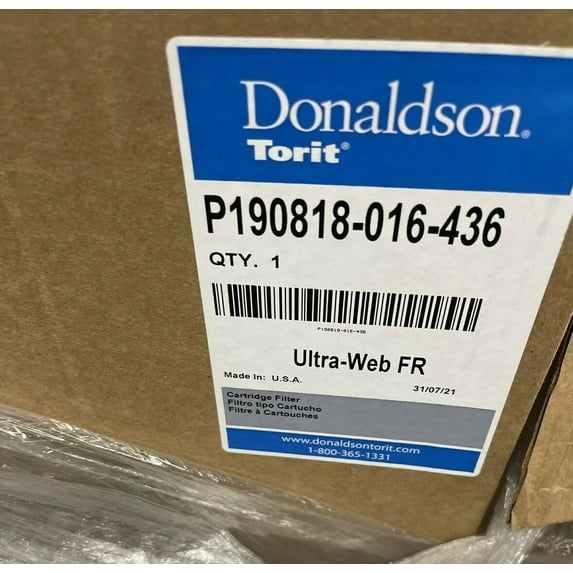 Donaldson®
Torit®
P190818-016-436
QTY. 1
P190818-016-436
Ultra-Web FR
Made In: U.S.A.
31/07/21
Cartridge Filter
Filtro tipo Cartucho
Filtre à Cartouches
www.donaldsontorit.com
1-800-365-1331